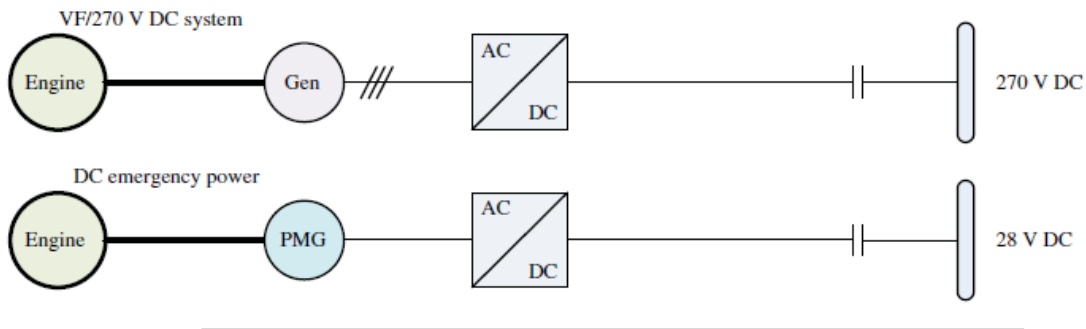 VF/270 V DC system
Engine
Gen
AC
DC
270 V DC
DC emergency power
Engine
PMG
AC
DC
28 V DC